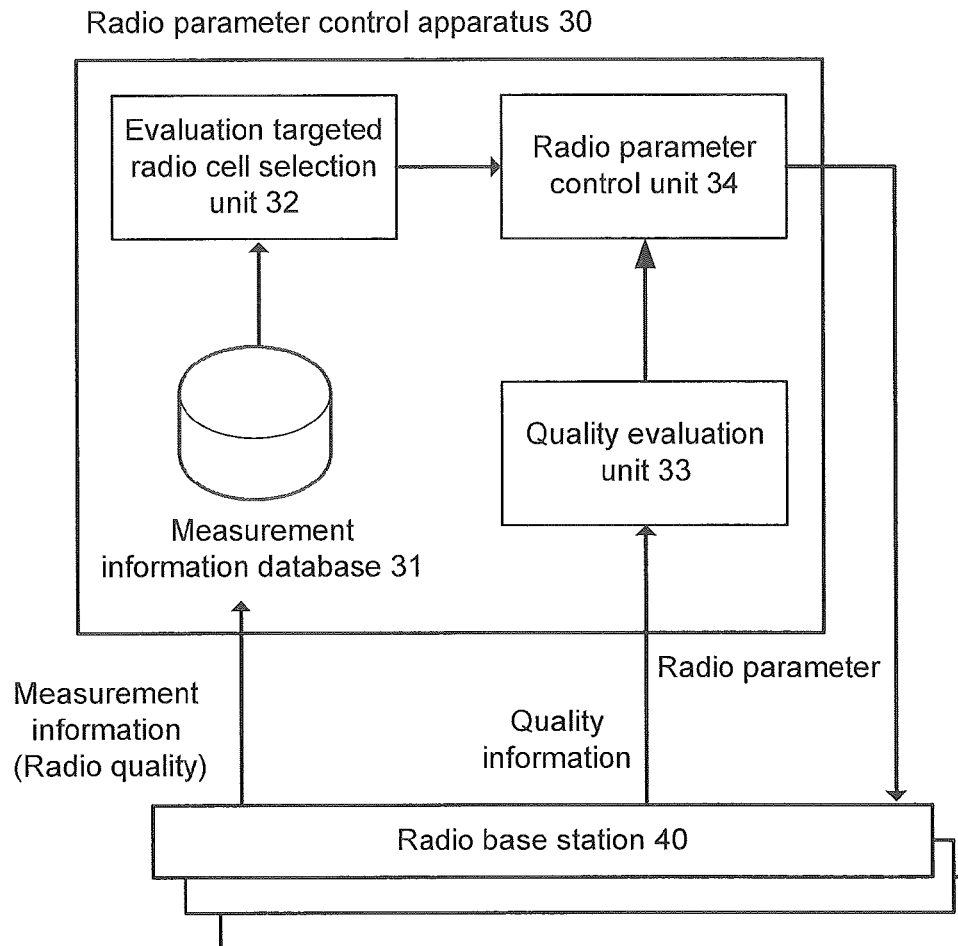 Radio parameter control apparatus 30
Evaluation targeted
radio cell selection
unit 32
Radio parameter
control unit 34
Quality evaluation
unit 33
Measurement
information database 31
Radio parameter
Measurement
information
(Radio quality)
Quality
information
Radio base station 40